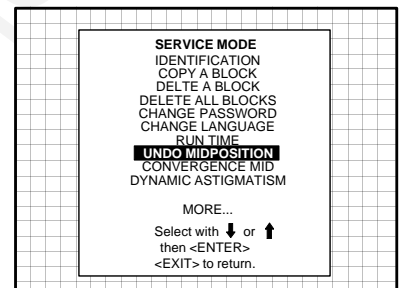 SERVICE MODE
IDENTIFICATION
COPY A BLOCK
DELTE A BLOCK
DELETE ALL BLOCKS
CHANGE PASSWORD
CHANGE LANGUAGE
RUN TIME
UNDO MIDPOSITION
CONVERGENCE MID
DYNAMIC ASTIGMATISM
MORE...
Select with ⬇ or ⬆
then <ENTER>
<EXIT> to return.